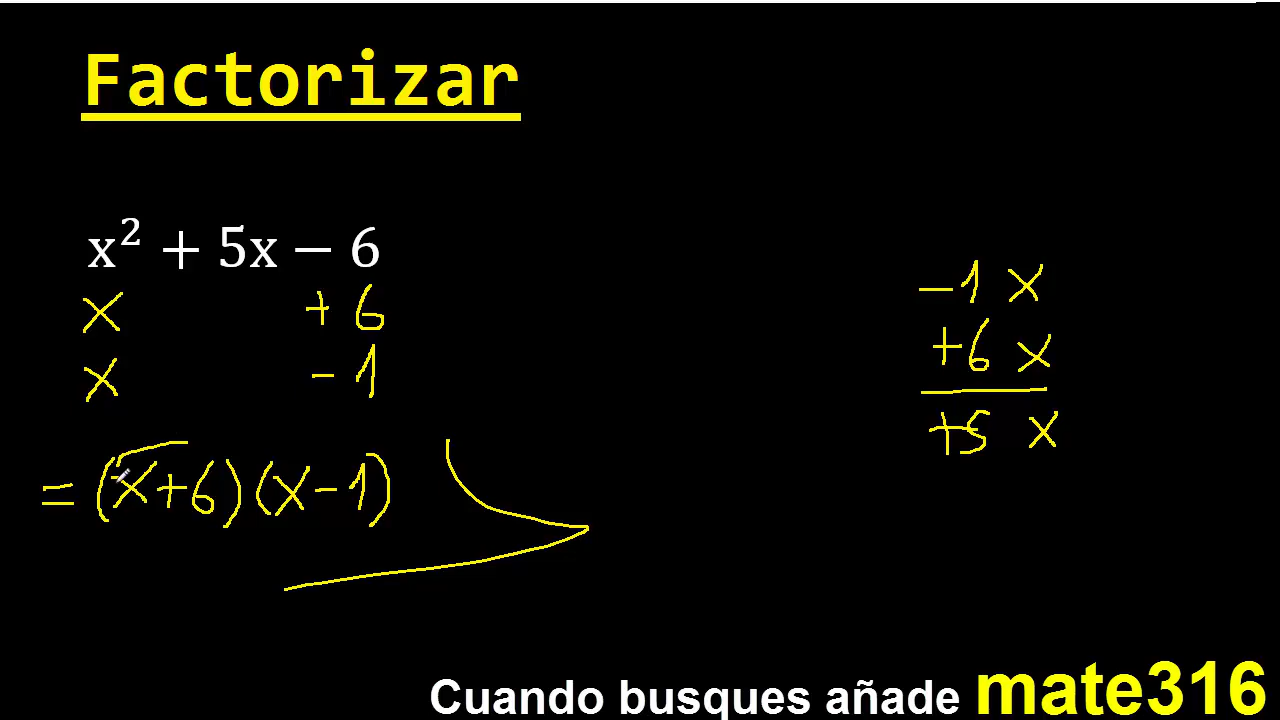 Factorizar
x² + 5x − 6
x + 6
x - 1
= (x+6)(x-1)
-1 x
+6 x
+5 x
Cuando busques añade mate316